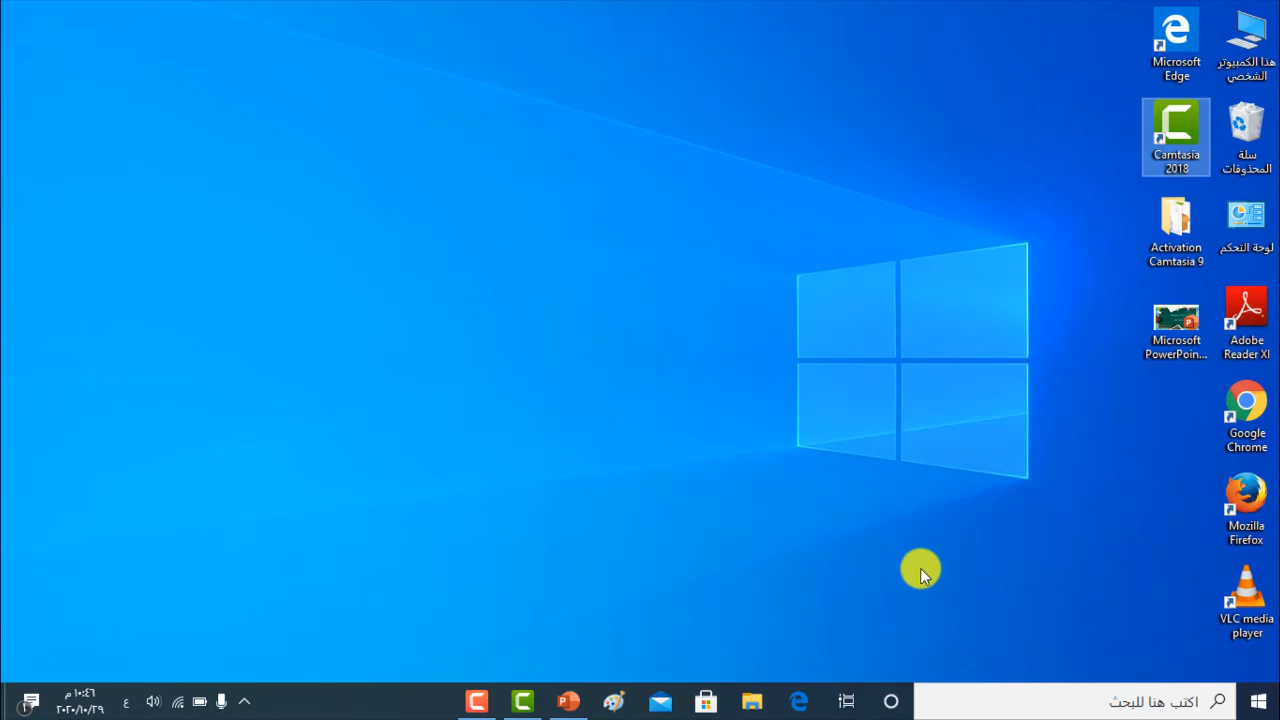 هذا الكمبيوتر
الشخصي
سلة
المحذوفات
لوحة التحكم
Adobe
Reader XI
Google
Chrome
Mozilla
Firefox
VLC media
player
Microsoft
Edge
Camtasia
2018
Activation
Camtasia 9
Microsoft
PowerPoin...
اكتب هنا للبحث
ع
١٠:٤٦ م
٢٠٢٠/١٠/٢٩